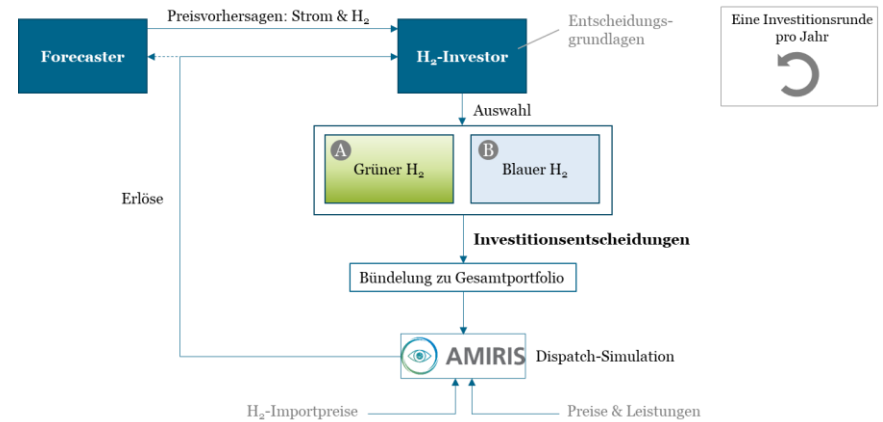 Preisvorhersagen: Strom & H₂
Forecaster
H₂-Investor
Entscheidungs-
grundlagen
Eine Investitionsrunde
pro Jahr
Auswahl
A
Grüner H₂
B
Blauer H₂
Erlöse
Investitionsentscheidungen
Bündelung zu Gesamtportfolio
AMIRIS
Dispatch-Simulation
H₂-Importpreise
Preise & Leistungen